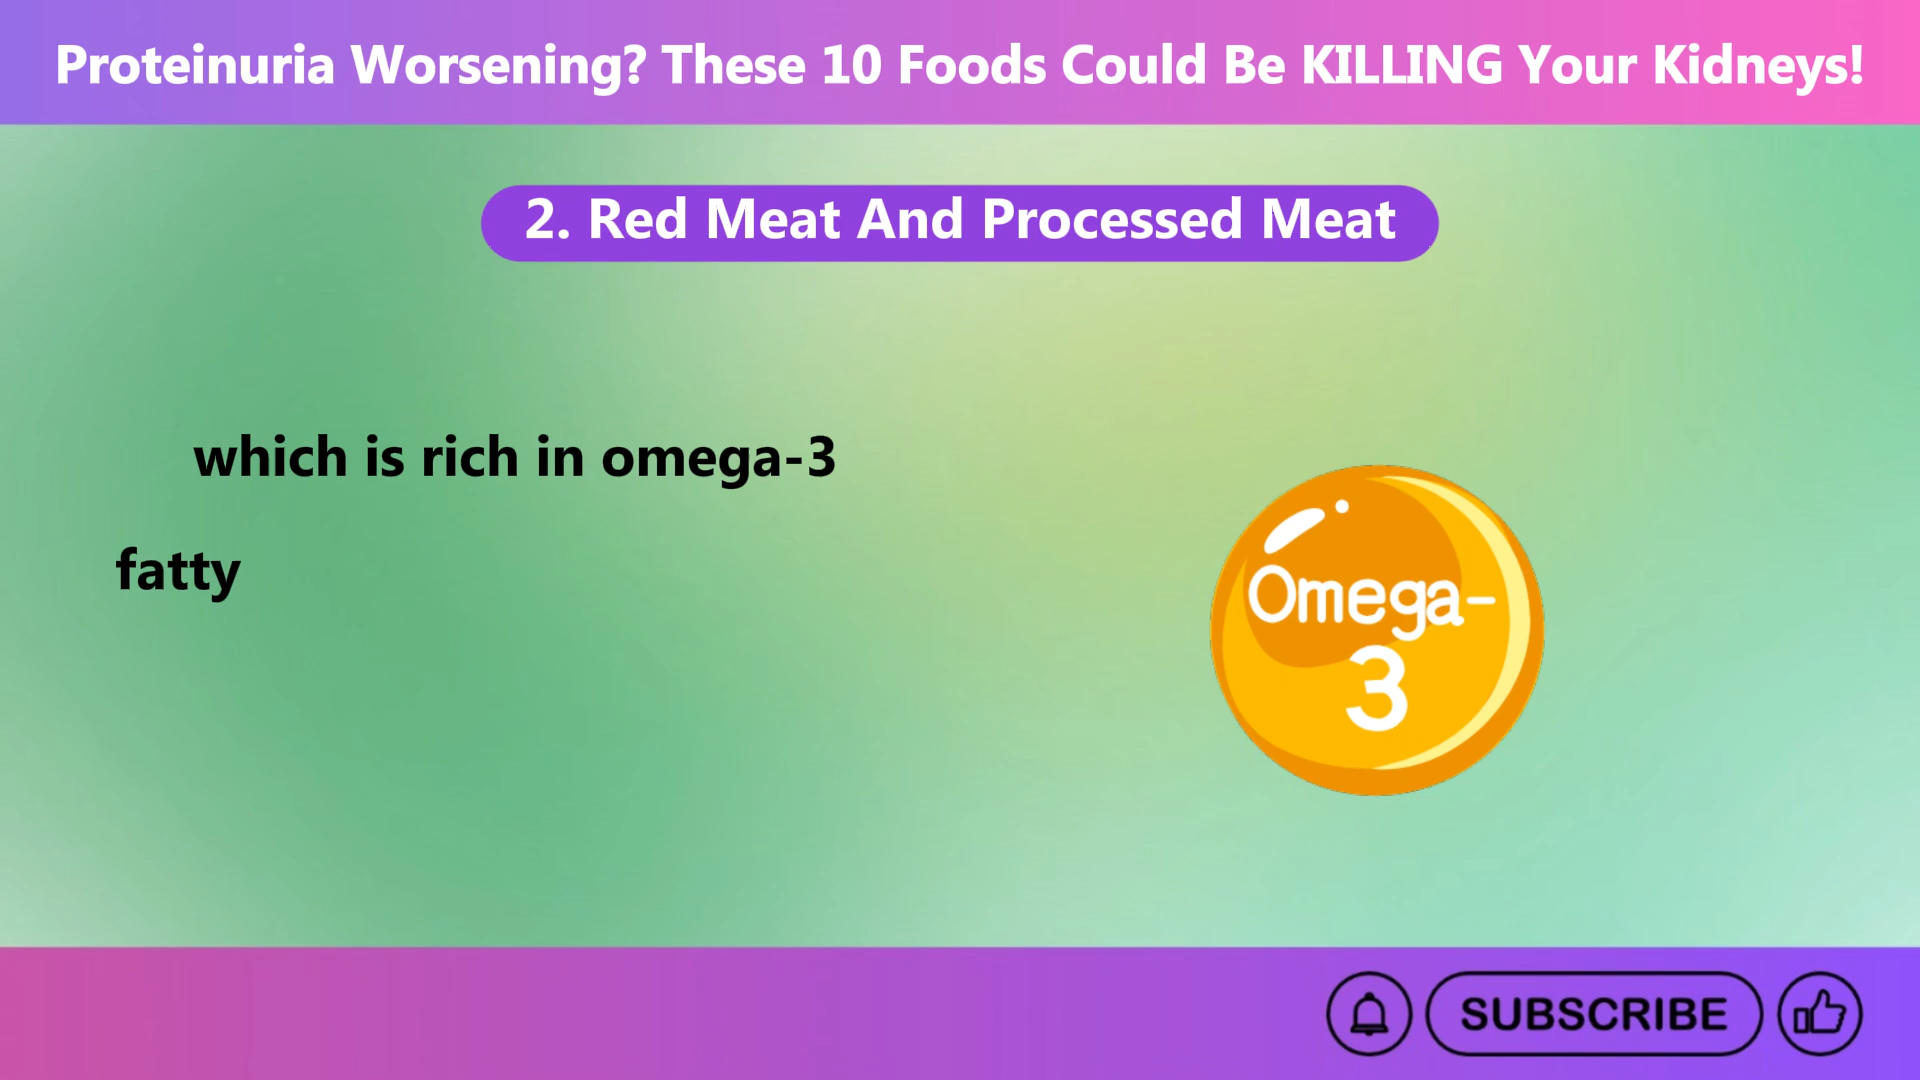 Proteinuria Worsening? These 10 Foods Could Be KILLING Your Kidneys!
2. Red Meat And Processed Meat
which is rich in omega-3
fatty
Omega-
3
SUBSCRIBE